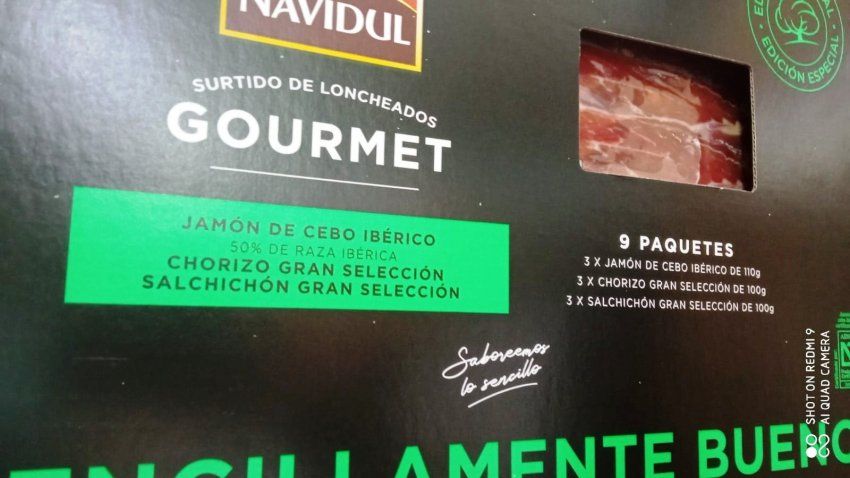 NAVIDUL
SURTIDO DE LONCHEADOS
GOURMET
JAMÓN DE CEBO IBÉRICO
50% DE RAZA IBÉRICA
CHORIZO GRAN SELECCIÓN
SALCHICHÓN GRAN SELECCIÓN
EDICIÓN ESPECIAL
9 PAQUETES
3 X JAMÓN DE CEBO IBÉRICO DE 110g
3 X CHORIZO GRAN SELECCIÓN DE 100g
3 X SALCHICHÓN GRAN SELECCIÓN DE 100g
Saboreemos
lo sencillo
ENCILLAMENTE BUENO
SHOT ON REDMI 9
AI QUAD CAMERA